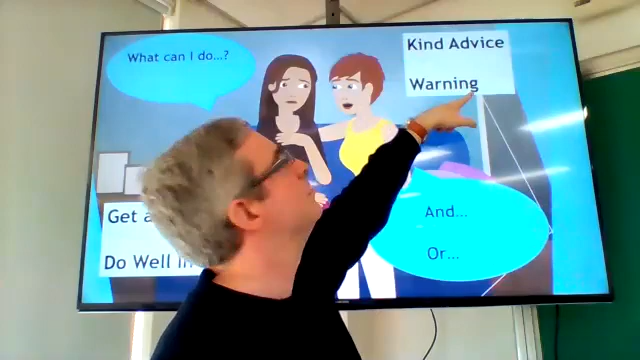 What can I do…?
Kind Advice
Warning
Get a
Do Well in
And…
Or…